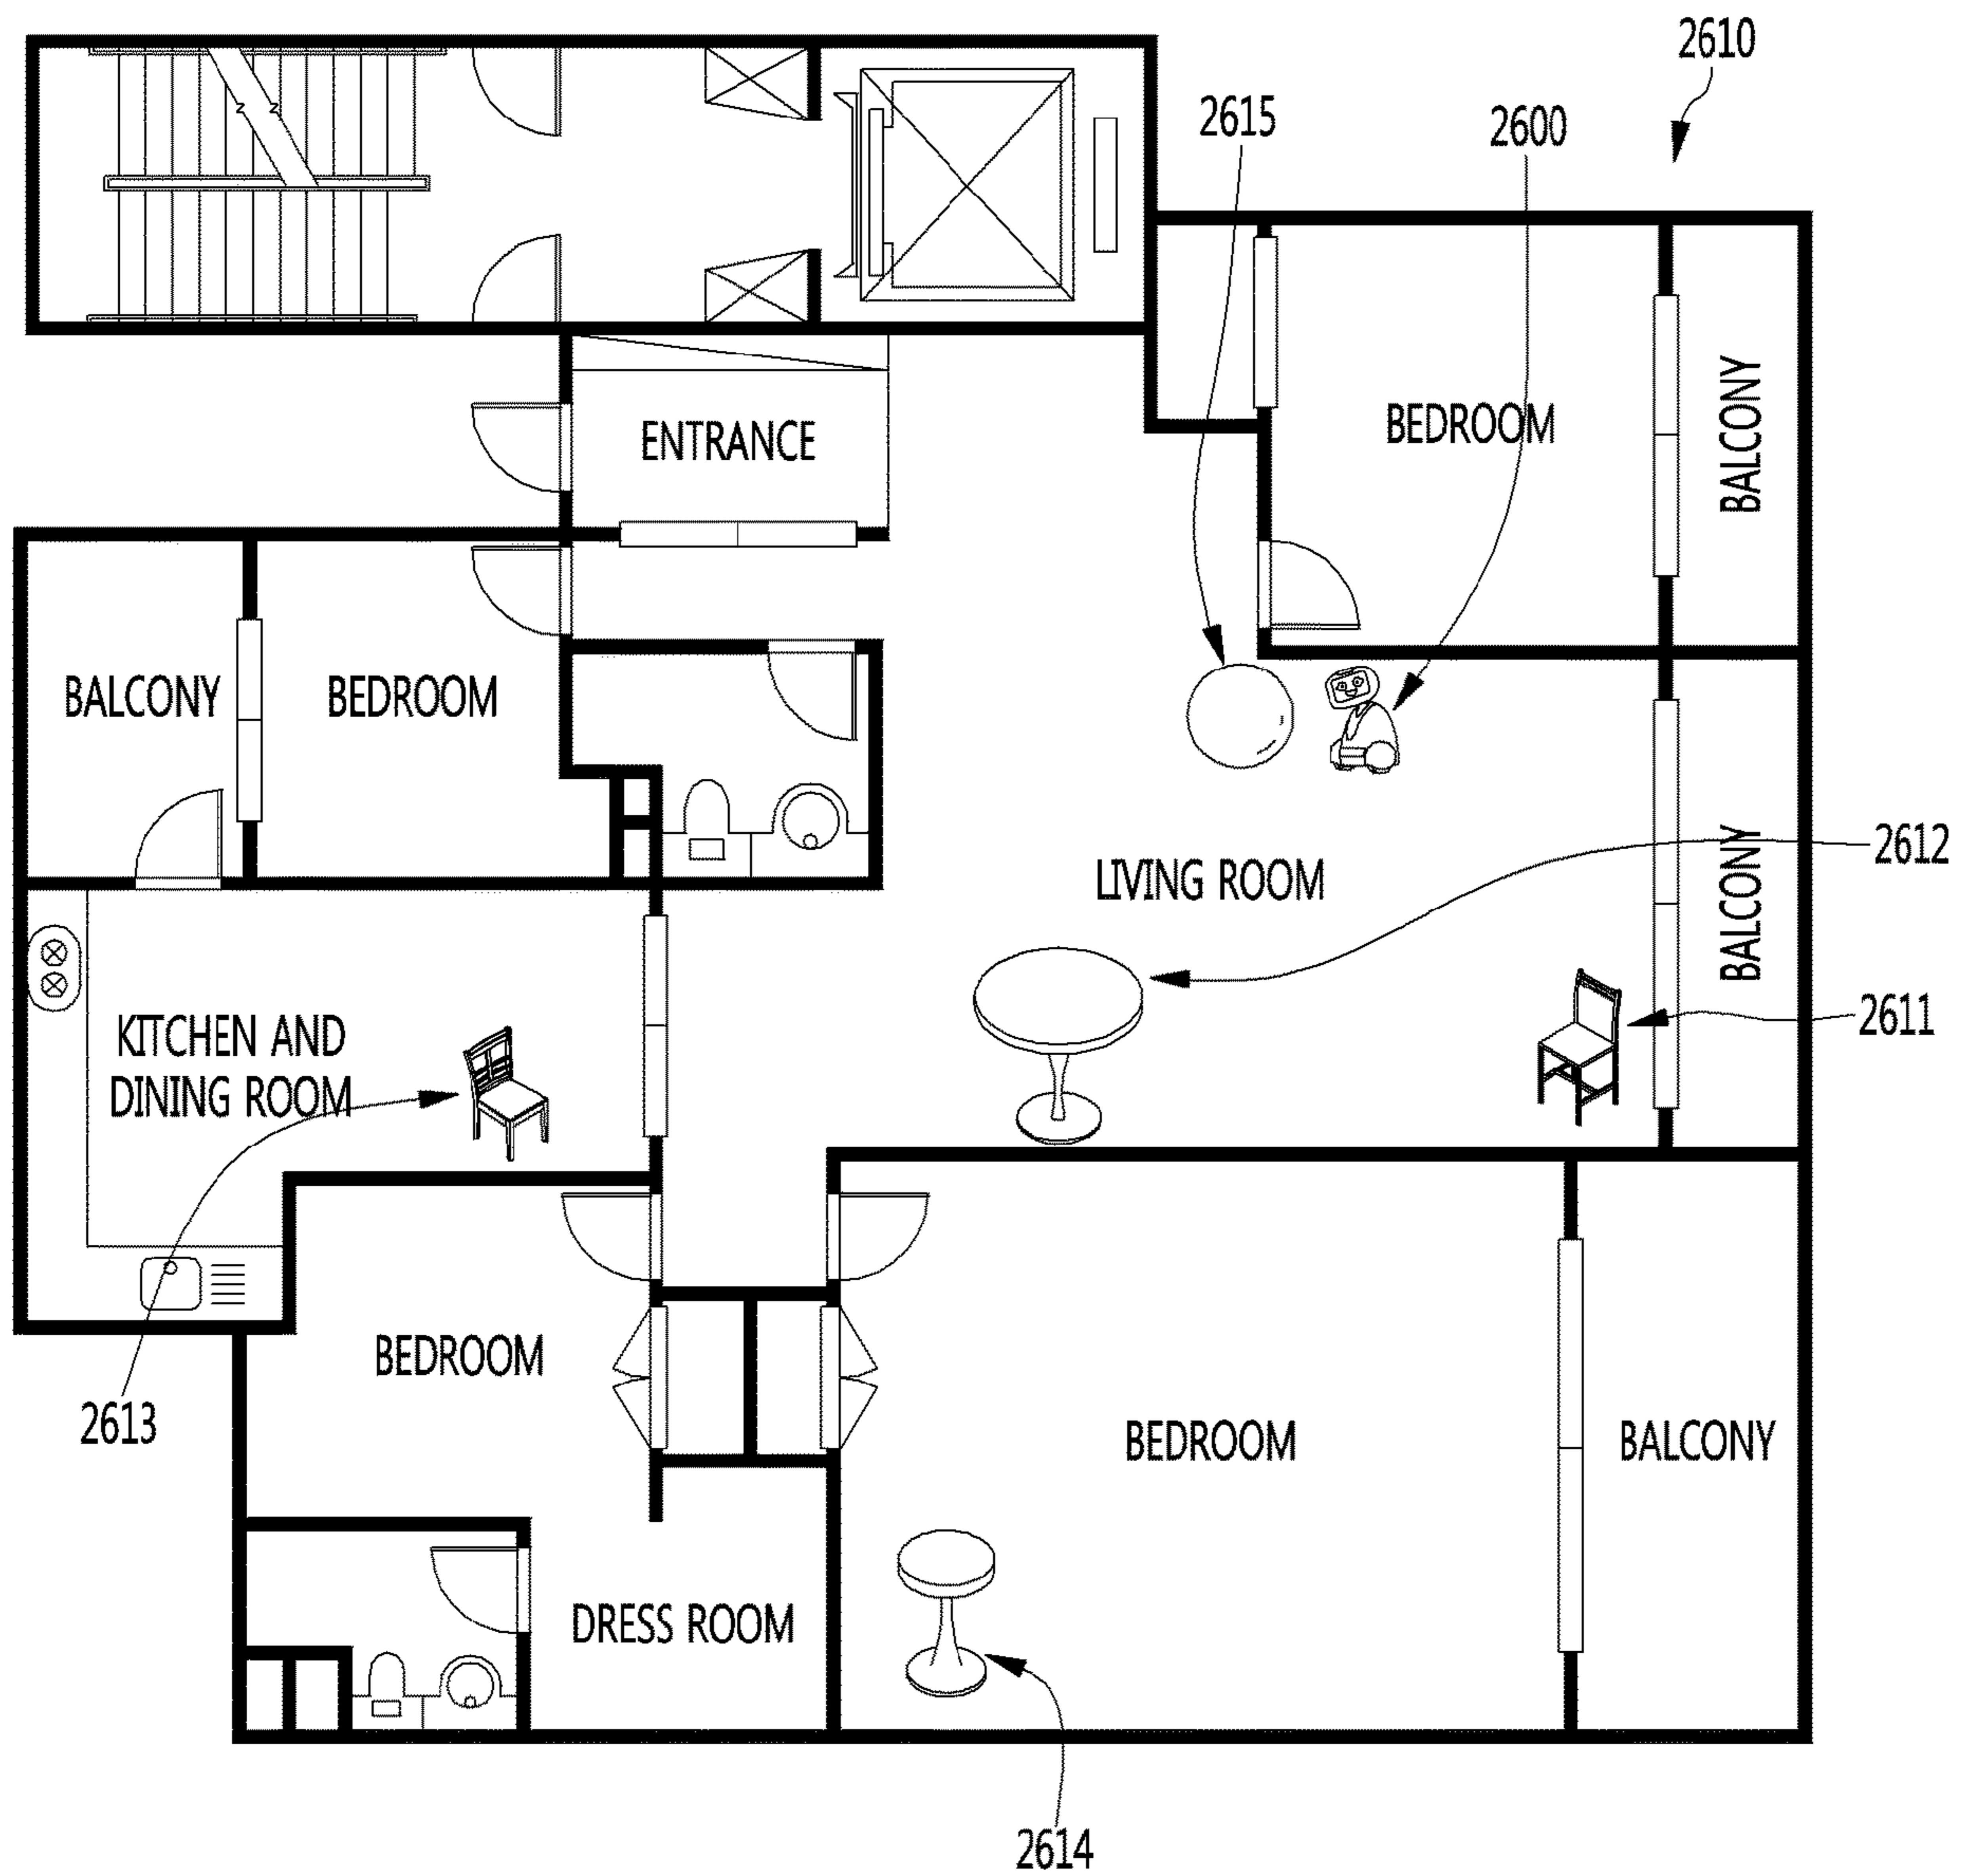 2610
2615
2600
BEDROOM
BALCONY
ENTRANCE
BALCONY
BEDROOM
2612
LIVING ROOM
BALCONY
2611
KITCHEN AND
DINING ROOM
2613
BEDROOM
BEDROOM
BALCONY
DRESS ROOM
2614